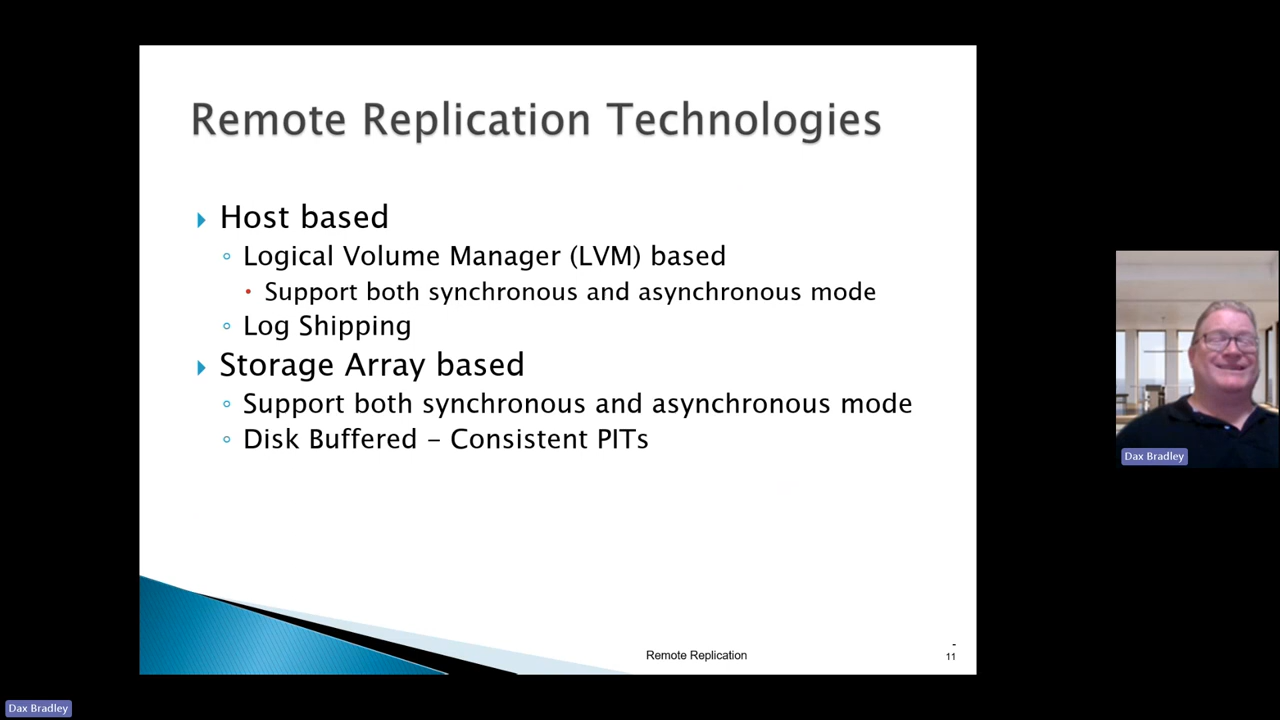 Remote Replication Technologies
Host based
Logical Volume Manager (LVM) based
Support both synchronous and asynchronous mode
Log Shipping
Storage Array based
Support both synchronous and asynchronous mode
Disk Buffered – Consistent PITs
Remote Replication
-
11
Dax Bradley
Dax Bradley